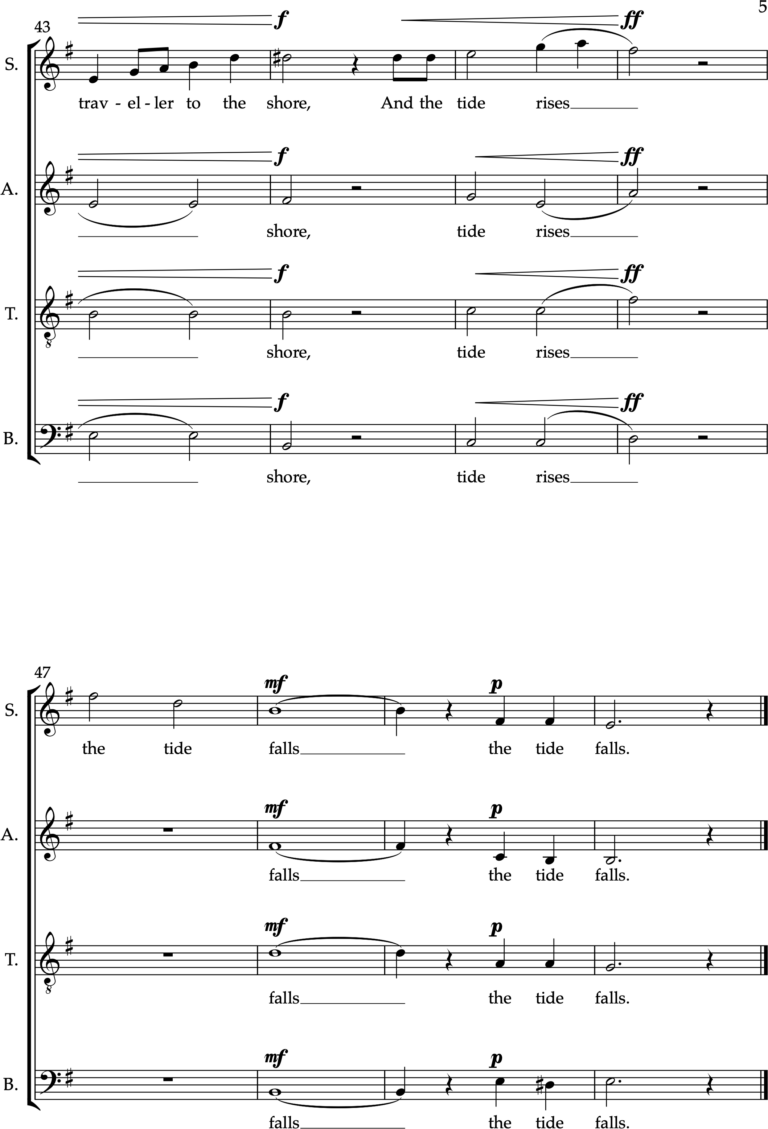 5
43
f ff
S.
trav - el - ler to the shore, And the tide rises
f ff
A.
shore, tide rises
f ff
T.
8
shore, tide rises
f ff
B.
shore, tide rises
47
mf p
S.
the tide falls the tide falls.
mf p
A.
falls the tide falls.
mf p
T.
8
falls the tide falls.
mf p
B.
falls the tide falls.